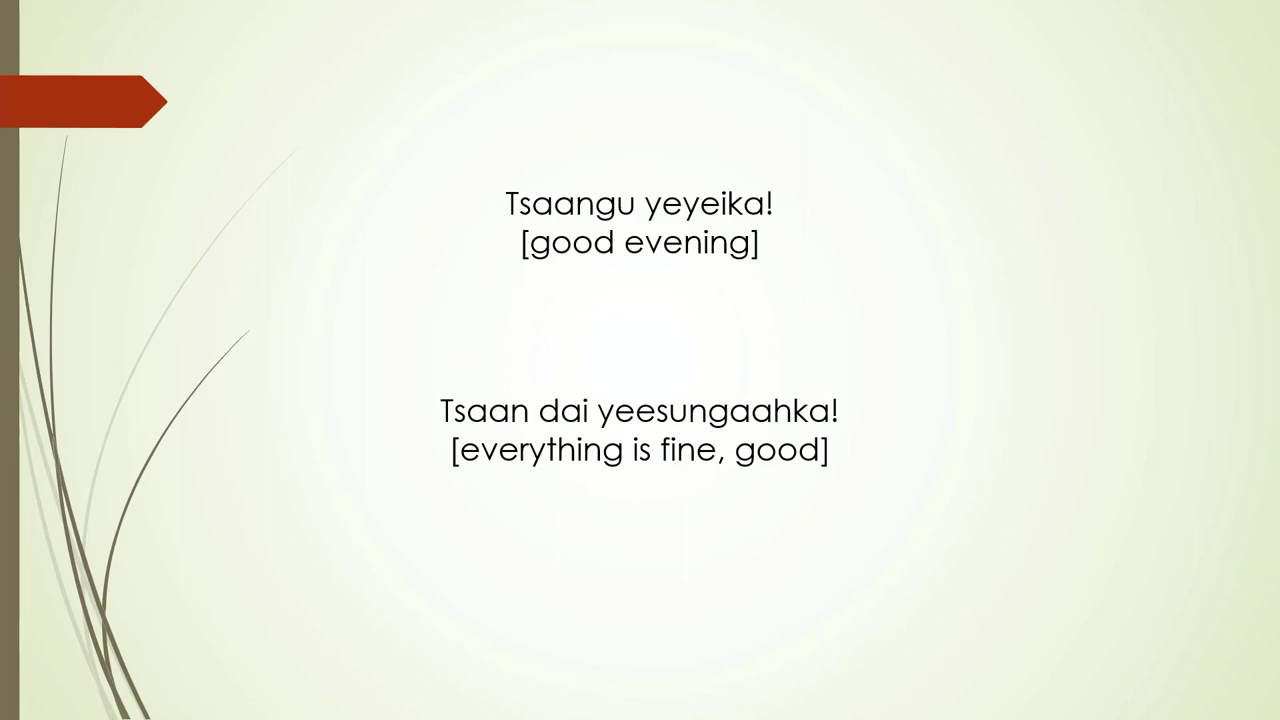 Tsaangu yeyeika!
[good evening]
Tsaan dai yeesungaahka!
[everything is fine, good]